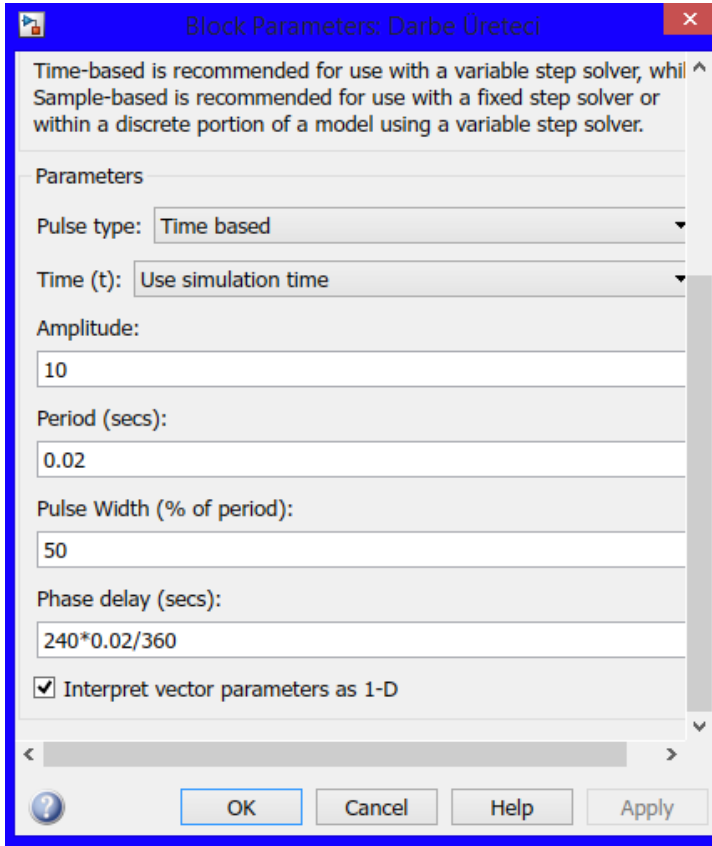 Block Parameters: Darbe Üreteci
Time-based is recommended for use with a variable step solver, whil
Sample-based is recommended for use with a fixed step solver or
within a discrete portion of a model using a variable step solver.
Parameters
Pulse type: Time based
Time (t): Use simulation time
Amplitude:
10
Period (secs):
0.02
Pulse Width (% of period):
50
Phase delay (secs):
240*0.02/360
Interpret vector parameters as 1-D
OK Cancel Help Apply